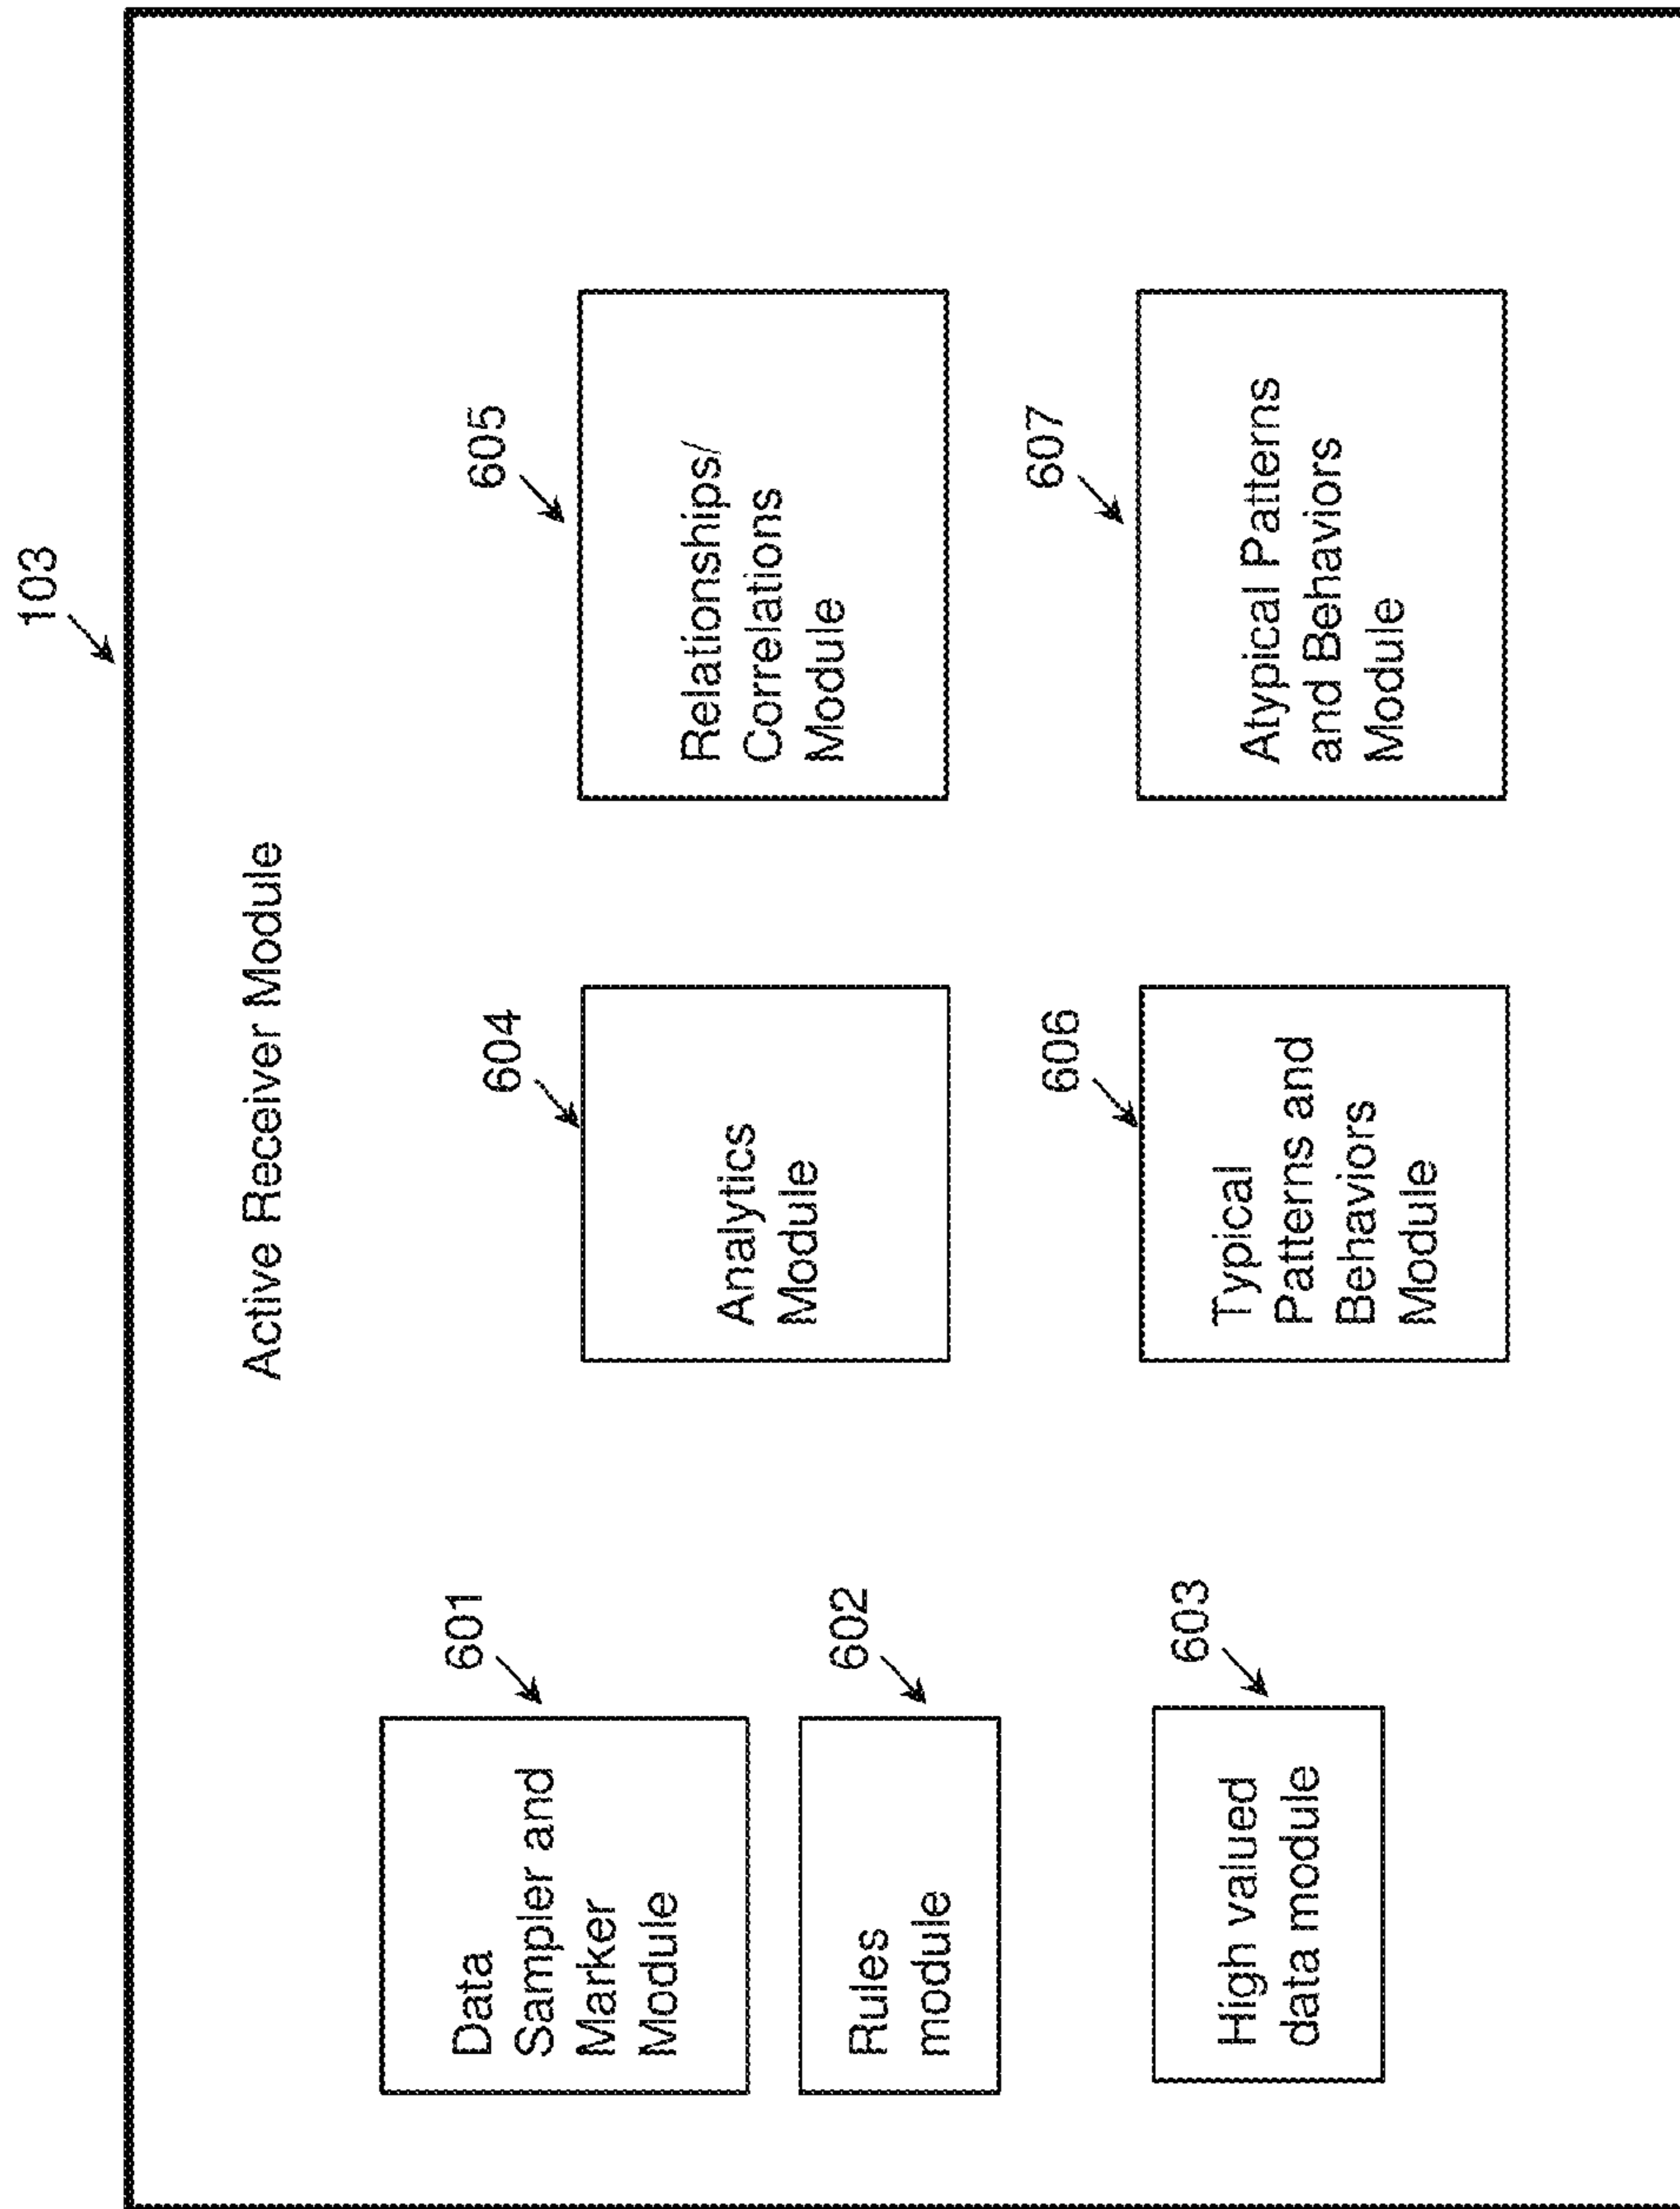 103
Active Receiver Module
601
Data
Sampler and
Marker
Module
602
Rules
module
603
High valued
data module
604
Analytics
Module
605
Relationships/
Correlations
Module
606
Typical
Patterns and
Behaviors
Module
607
Atypical Patterns
and Behaviors
Module